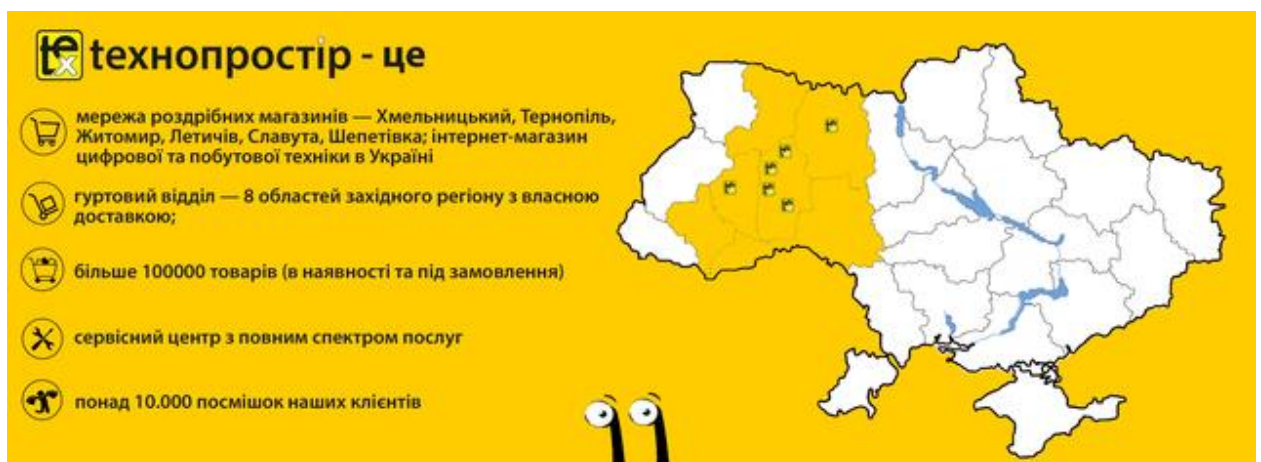 tex
tехнопростір - це
мережа роздрібних магазинів — Хмельницький, Тернопіль,
Житомир, Летичів, Славута, Шепетівка; інтернет-магазин
цифрової та побутової техніки в Україні
гуртовий відділ — 8 областей західного регіону з власною
доставкою;
більше 100000 товарів (в наявності та під замовлення)
сервісний центр з повним спектром послуг
понад 10.000 посмішок наших клієнтів